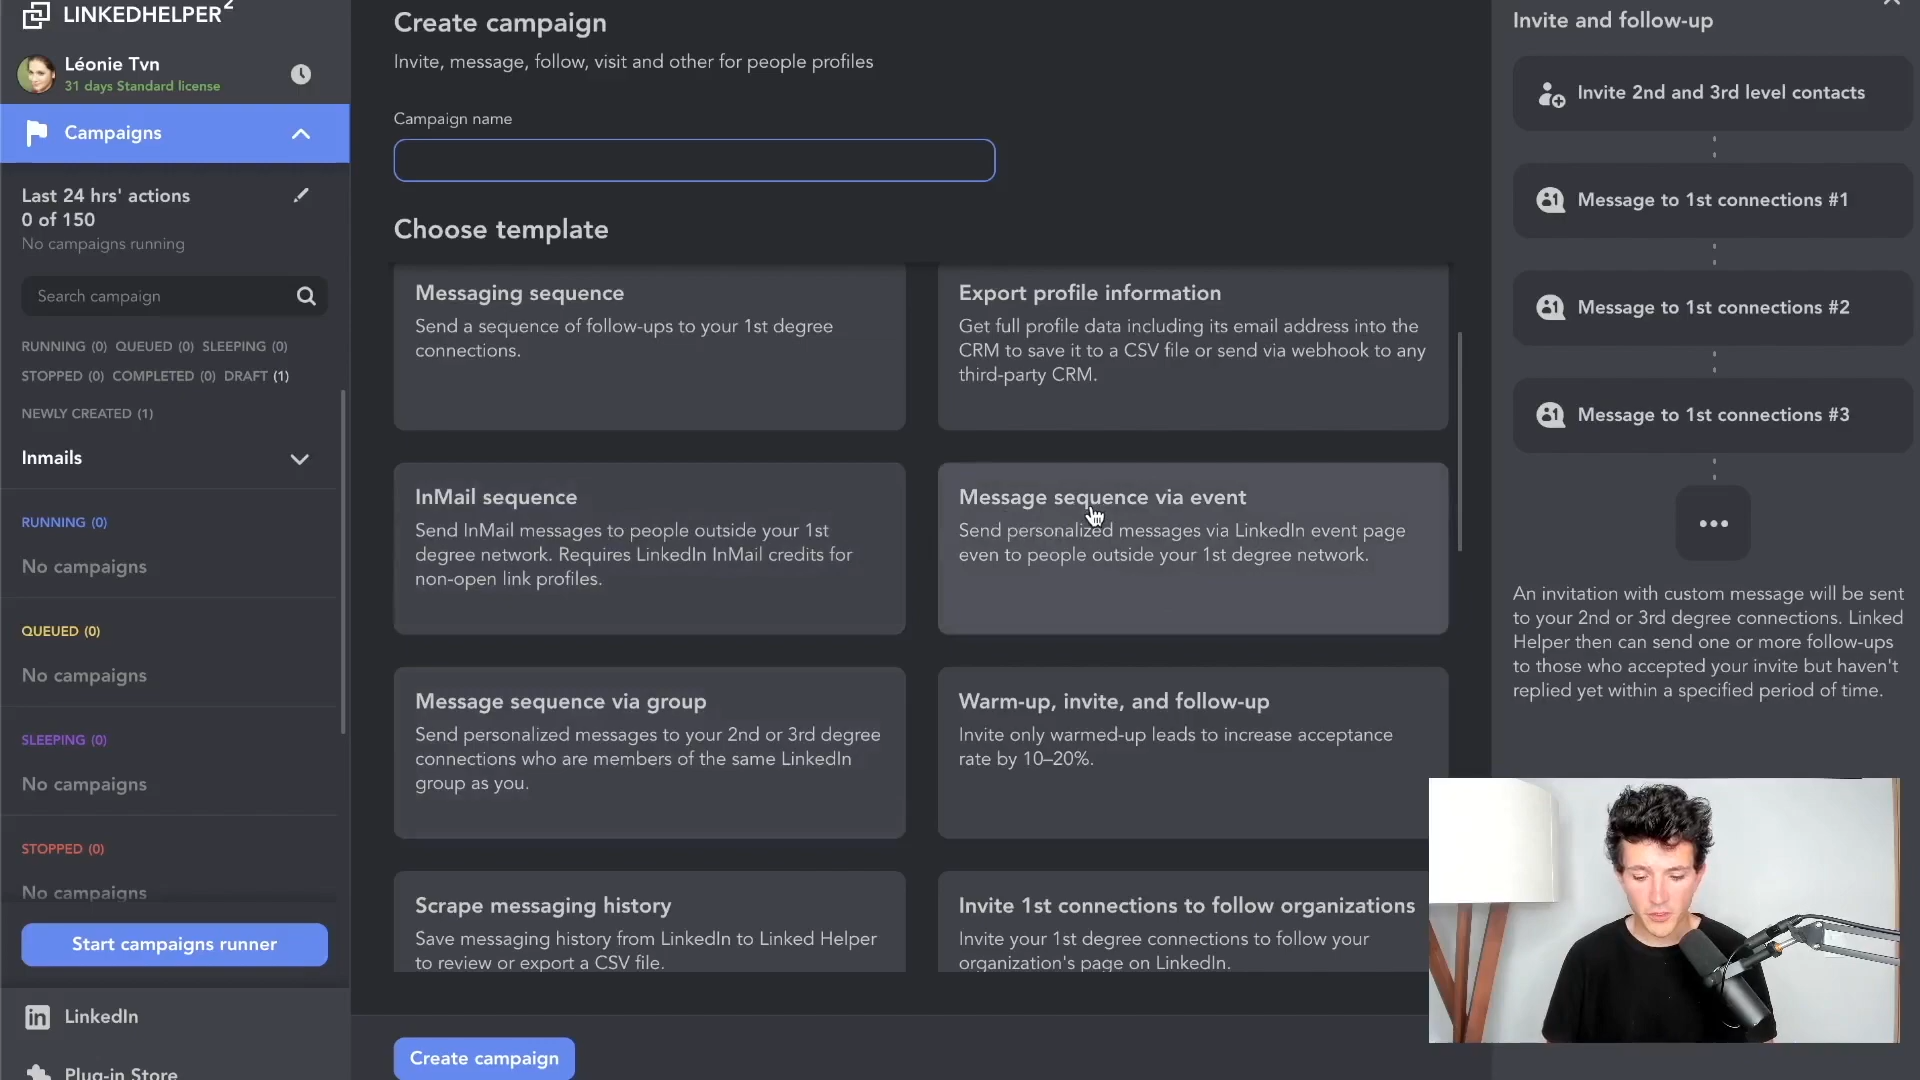 LINKEDHELPER2
Léonie Tvn
31 days Standard license
Campaigns
Last 24 hrs' actions
0 of 150
No campaigns running
Search campaign
RUNNING (0) QUEUED (0) SLEEPING (0)
STOPPED (0) COMPLETED (0) DRAFT (1)
NEWLY CREATED (1)
Inmails
RUNNING (0)
No campaigns
QUEUED (0)
No campaigns
SLEEPING (0)
No campaigns
STOPPED (0)
No campaigns
Start campaigns runner
LinkedIn
Plug-in Store
Create campaign
Invite, message, follow, visit and other for people profiles
Campaign name
Choose template
Messaging sequence
Send a sequence of follow-ups to your 1st degree
connections.
Export profile information
Get full profile data including its email address into the
CRM to save it to a CSV file or send via webhook to any
third-party CRM.
InMail sequence
Send InMail messages to people outside your 1st
degree network. Requires LinkedIn InMail credits for
non-open link profiles.
Message sequence via event
Send personalized messages via LinkedIn event page
even to people outside your 1st degree network.
Message sequence via group
Send personalized messages to your 2nd or 3rd degree
connections who are members of the same LinkedIn
group as you.
Warm-up, invite, and follow-up
Invite only warmed-up leads to increase acceptance
rate by 10–20%.
Scrape messaging history
Save messaging history from LinkedIn to Linked Helper
to review or export a CSV file.
Invite 1st connections to follow organizations
Invite your 1st degree connections to follow your
organization's page on LinkedIn.
Create campaign
Invite and follow-up
Invite 2nd and 3rd level contacts
Message to 1st connections #1
Message to 1st connections #2
Message to 1st connections #3
An invitation with custom message will be sent
to your 2nd or 3rd degree connections. Linked
Helper then can send one or more follow-ups
to those who accepted your invite but haven't
replied yet within a specified period of time.